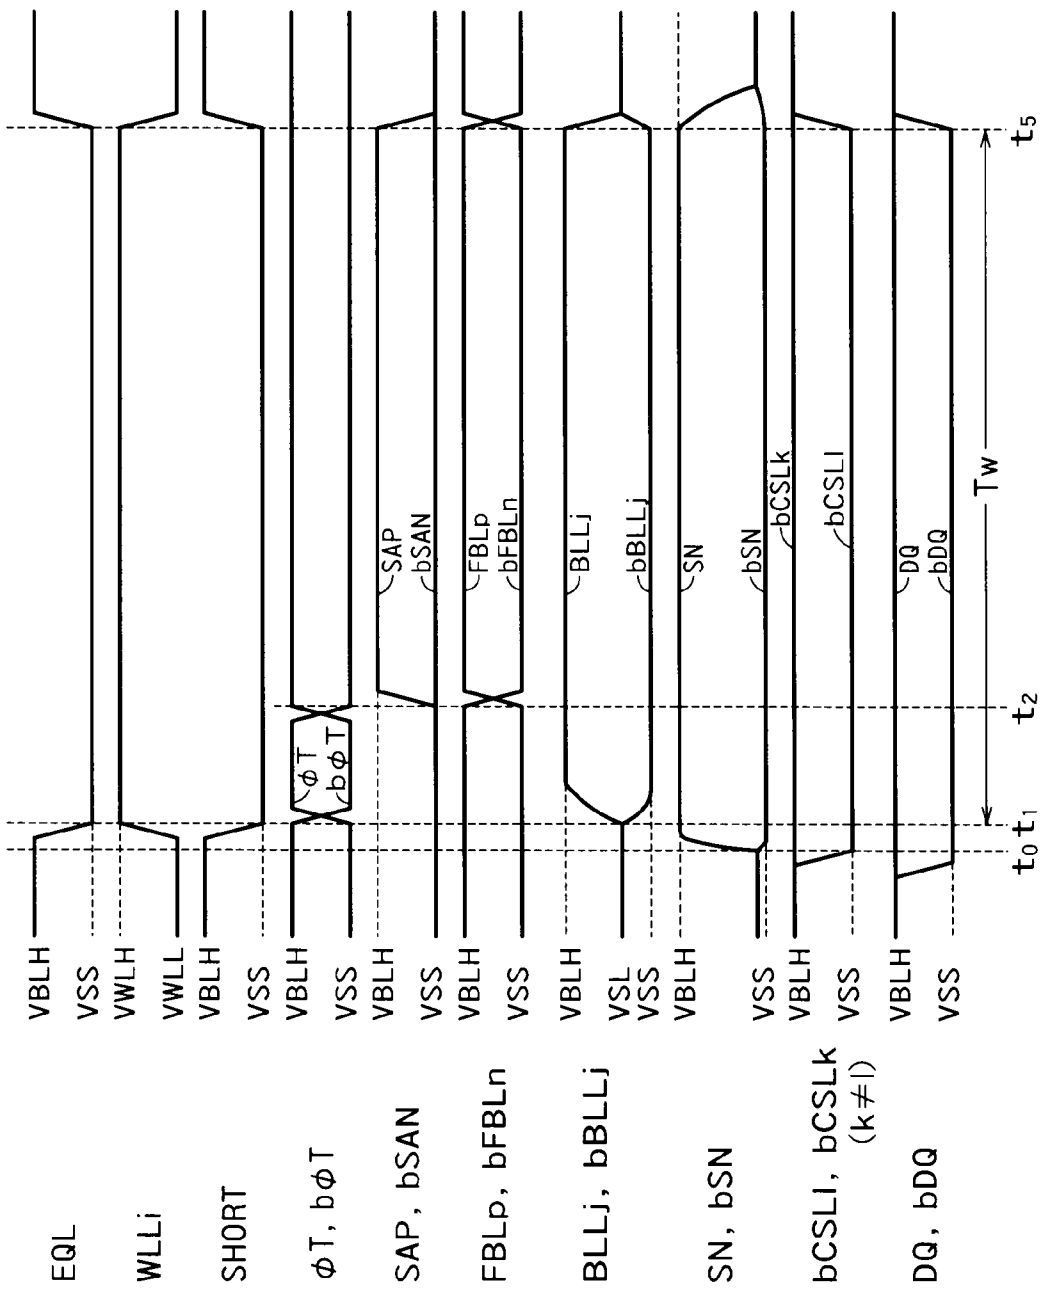 EQL
VBLH
VSS
WLLi
VWLH
VWLL
SHORT
VBLH
VSS
φT, bφT
VBLH
VSS
φT
bφT
SAP, bSAN
VBLH
VSS
SAP
bSAN
FBLp, bFBLn
VBLH
VSS
FBLp
bFBLn
BLLj, bBLLj
VBLH
VSL
VSS
BLLj
bBLLj
SN, bSN
VBLH
VSS
SN
bSN
bCSLl, bCSLk
(k≠l)
VBLH
VSS
bCSLk
bCSLl
DQ, bDQ
VBLH
VSS
DQ
bDQ
Tw
t0 t1 t2 t5